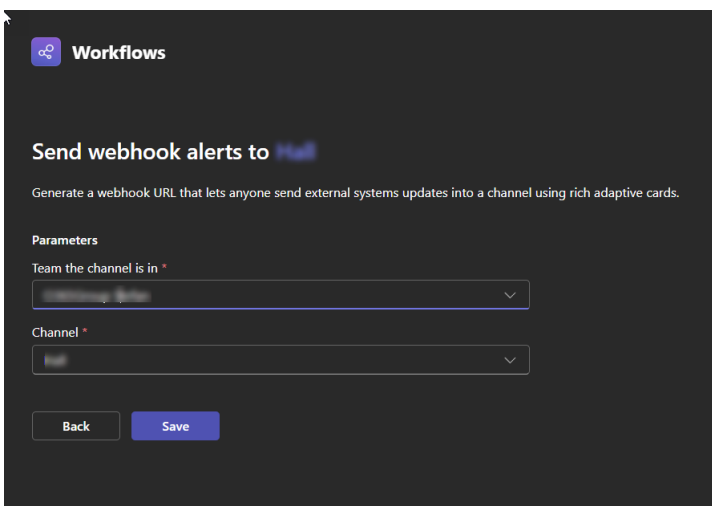 Workflows
Send webhook alerts to
Generate a webhook URL that lets anyone send external systems updates into a channel using rich adaptive cards.
Parameters
Team the channel is in *
Channel *
Back
Save